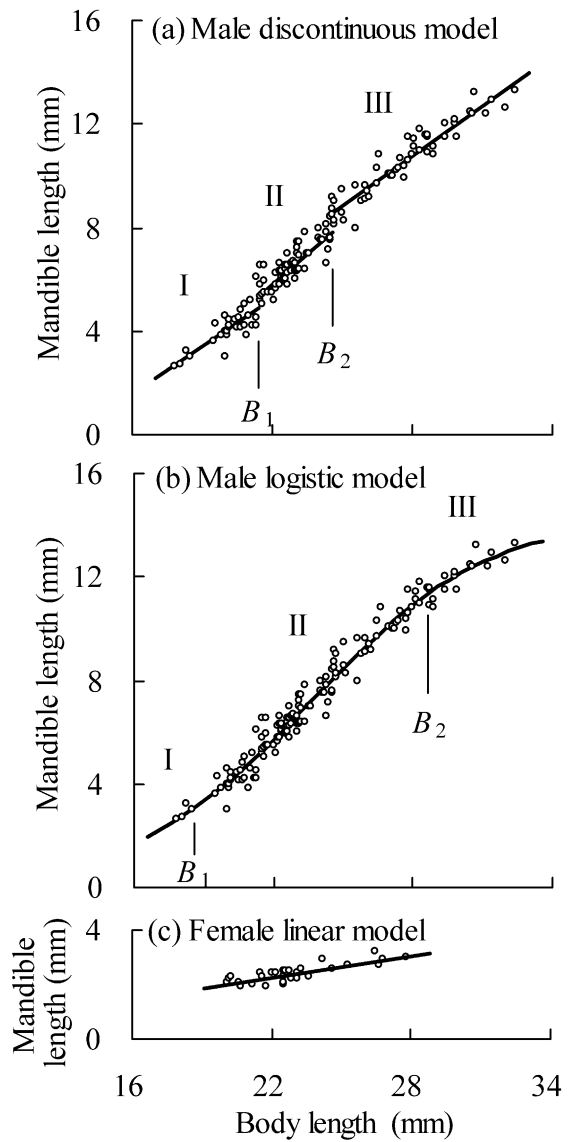 16
(a) Male discontinuous model
12
III
Mandible length (mm)
II
8
I
4
B2
B1
0
16
(b) Male logistic model
III
12
Mandible length (mm)
II
8
B2
I
4
B1
0
4
(c) Female linear model
Mandible
length (mm)
0
16 22 28 34
Body length (mm)